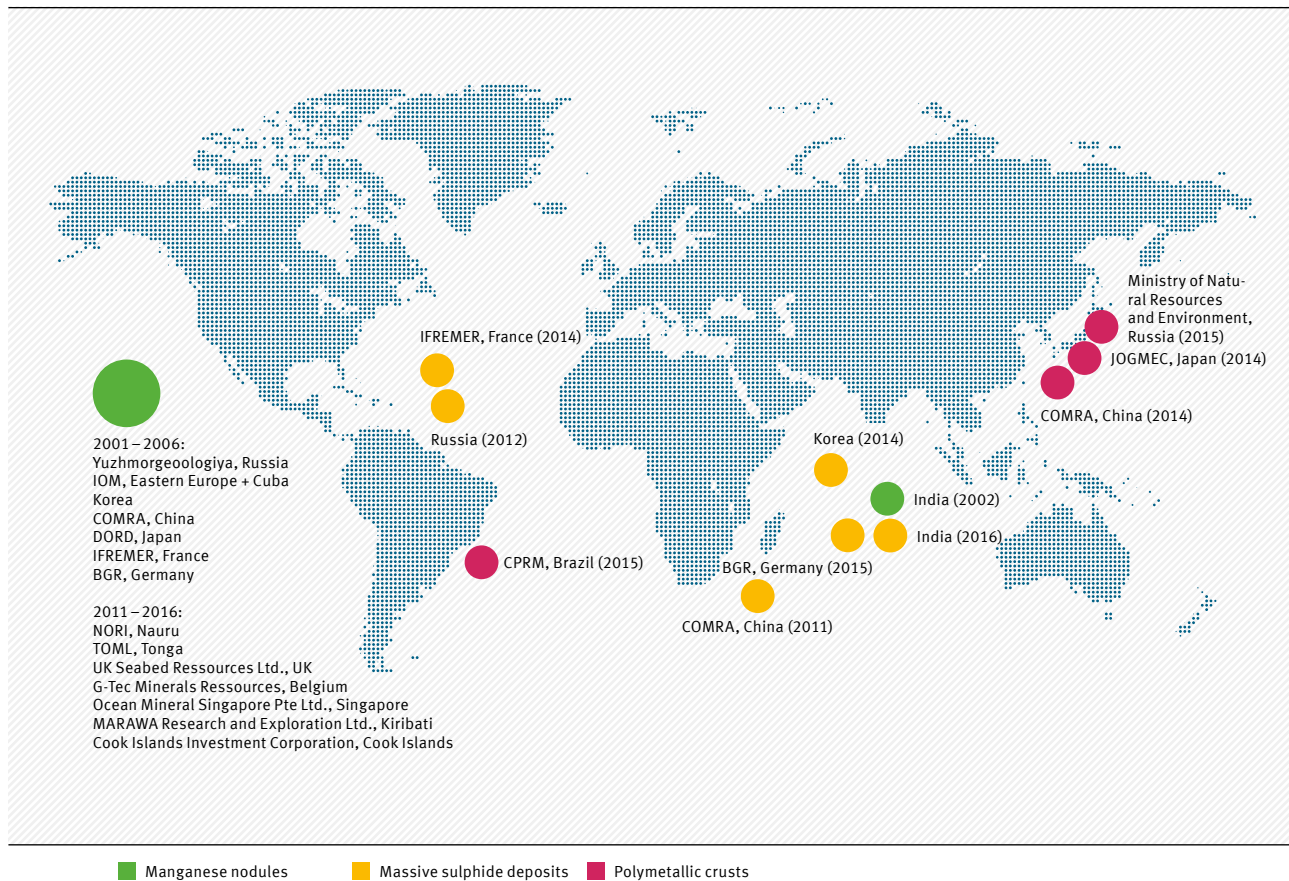 IFREMER, France (2014)
Russia (2012)
Ministry of Natu-
ral Resources
and Environment,
Russia (2015)
JOGMEC, Japan (2014)
COMRA, China (2014)
Korea (2014)
India (2002)
India (2016)
BGR, Germany (2015)
COMRA, China (2011)
CPRM, Brazil (2015)
2001–2006:
Yuzhmorgeoologiya, Russia
IOM, Eastern Europe + Cuba
Korea
COMRA, China
DORD, Japan
IFREMER, France
BGR, Germany
2011–2016:
NORI, Nauru
TOML, Tonga
UK Seabed Ressources Ltd., UK
G-Tec Minerals Ressources, Belgium
Ocean Mineral Singapore Pte Ltd., Singapore
MARAWA Research and Exploration Ltd., Kiribati
Cook Islands Investment Corporation, Cook Islands
Manganese nodules
Massive sulphide deposits
Polymetallic crusts